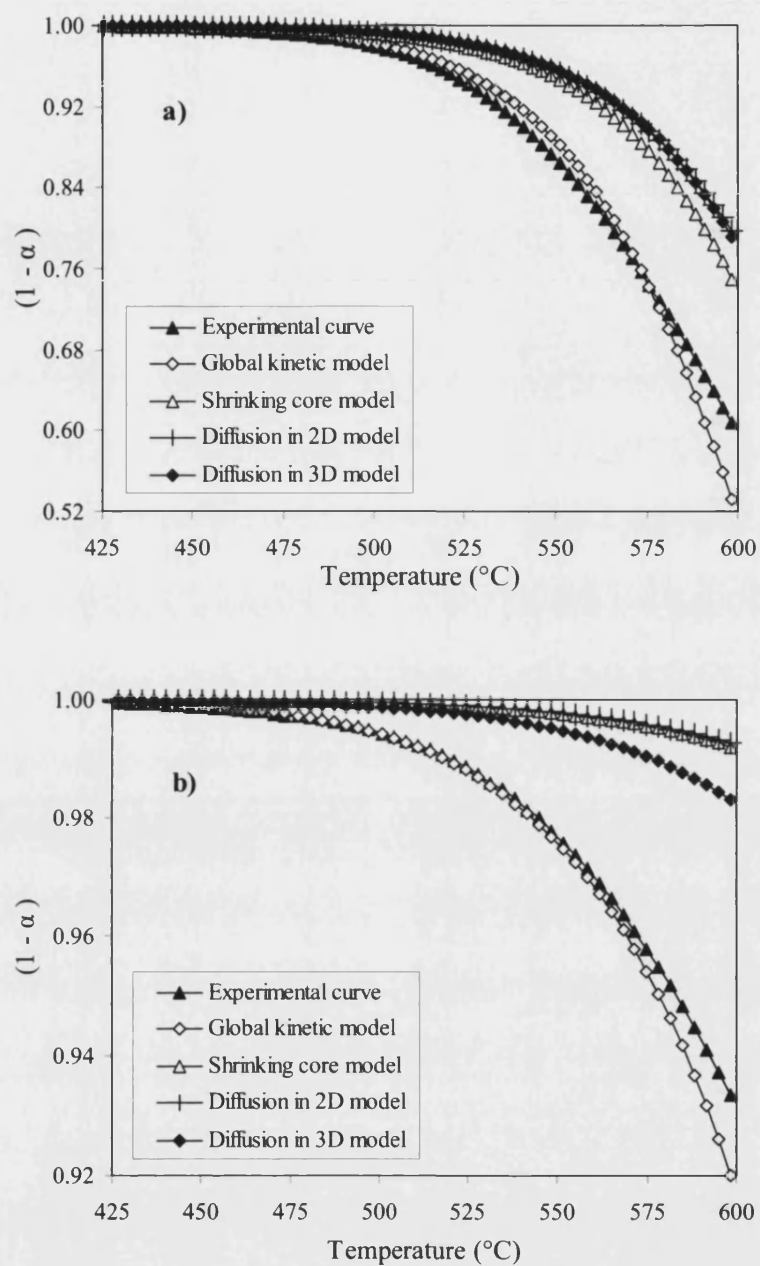 1.00
0.92
0.84
0.76
0.68
0.60
0.52
(1 - α)
a)
Experimental curve
Global kinetic model
Shrinking core model
Diffusion in 2D model
Diffusion in 3D model
425 450 475 500 525 550 575 600
Temperature (°C)
1.00
0.98
0.96
0.94
0.92
(1 - α)
b)
Experimental curve
Global kinetic model
Shrinking core model
Diffusion in 2D model
Diffusion in 3D model
425 450 475 500 525 550 575 600
Temperature (°C)